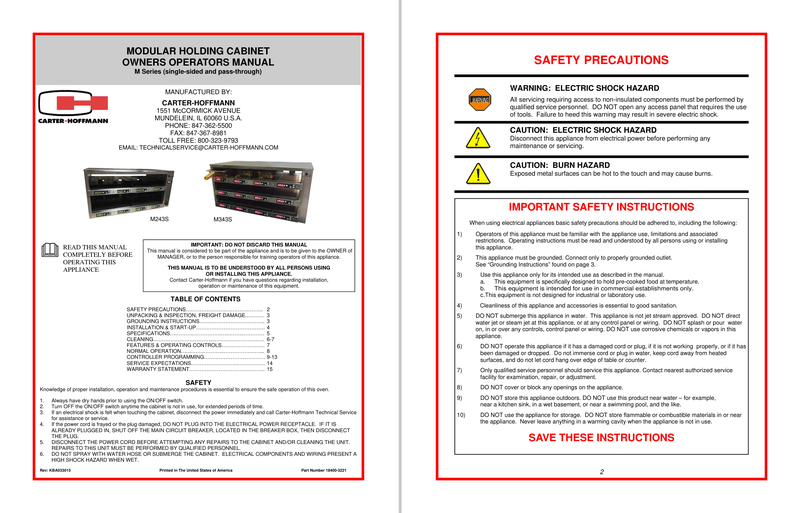 MODULAR HOLDING CABINET
OWNERS OPERATORS MANUAL
M Series (single-sided and pass-through)
CARTER-HOFFMANN
MANUFACTURED BY:
CARTER-HOFFMANN
1551 McCORMICK AVENUE
MUNDELEIN, IL 60060 U.S.A.
PHONE: 847-362-5500
FAX: 847-367-8981
TOLL FREE: 800-323-9793
EMAIL: TECHNICALSERVICE@CARTER-HOFFMANN.COM
M243S
M343S
READ THIS MANUAL
COMPLETELY BEFORE
OPERATING THIS
APPLIANCE
IMPORTANT: DO NOT DISCARD THIS MANUAL
This manual is considered to be part of the appliance and is to be given to the OWNER of
MANAGER, or to the person responsible for training operators of this appliance.
THIS MANUAL IS TO BE UNDERSTOOD BY ALL PERSONS USING
OR INSTALLING THIS APPLIANCE.
Contact Carter-Hoffmann if you have questions regarding installation,
operation or maintenance of this equipment.
TABLE OF CONTENTS
SAFETY PRECAUTIONS 2
UNPACKING & INSPECTION, FREIGHT DAMAGE 3
GROUNDING INSTRUCTIONS 3
INSTALLATION & START-UP 4
SPECIFICATIONS 5
CLEANING 6-7
FEATURES & OPERATING CONTROLS 7
NORMAL OPERATION 8
CONTROLLER PROGRAMMING 9-13
SERVICE EXPECTATIONS 14
WARRANTY STATEMENT 15
SAFETY
Knowledge of proper installation, operation and maintenance procedures is essential to ensure the safe operation of this oven.
1. Always have dry hands prior to using the ON/OFF switch.
2. Turn OFF the ON/OFF switch anytime the cabinet is not in use, for extended periods of time.
3. If an electrical shock is felt when touching the cabinet, disconnect the power immediately and call Carter-Hoffmann Technical Service
for assistance or service.
4. If the power cord is frayed or the plug damaged, DO NOT PLUG INTO THE ELECTRICAL POWER RECEPTACLE. IF IT IS
ALREADY PLUGGED IN, SHUT OFF THE MAIN CIRCUIT BREAKER, LOCATED IN THE BREAKER BOX, THEN DISCONNECT
THE PLUG.
5. DISCONNECT THE POWER CORD BEFORE ATTEMPTING ANY REPAIRS TO THE CABINET AND/OR CLEANING THE UNIT.
REPAIRS TO THIS UNIT MUST BE PERFORMED BY QUALIFIED PERSONNEL.
6. DO NOT SPRAY WITH WATER HOSE OR SUBMERGE THE CABINET. ELECTRICAL COMPONENTS AND WIRING PRESENT A
HIGH SHOCK HAZARD WHEN WET.
Rev: KBA033015 Printed in The United States of America Part Number 18400-3231
SAFETY PRECAUTIONS
WARNING
WARNING: ELECTRIC SHOCK HAZARD
All servicing requiring access to non-insulated components must be performed by
qualified service personnel. DO NOT open any access panel that requires the use
of tools. Failure to heed this warning may result in severe electric shock.
CAUTION: ELECTRIC SHOCK HAZARD
Disconnect this appliance from electrical power before performing any
maintenance or servicing.
CAUTION: BURN HAZARD
Exposed metal surfaces can be hot to the touch and may cause burns.
IMPORTANT SAFETY INSTRUCTIONS
When using electrical appliances basic safety precautions should be adhered to, including the following:
1) Operators of this appliance must be familiar with the appliance use, limitations and associated
restrictions. Operating instructions must be read and understood by all persons using or installing
this appliance.
2) This appliance must be grounded. Connect only to properly grounded outlet.
See "Grounding Instructions" found on page 3.
3) Use this appliance only for its intended use as described in the manual.
a. This equipment is specifically designed to hold pre-cooked food at temperature.
b. This equipment is intended for use in commercial establishments only.
c.This equipment is not designed for industrial or laboratory use.
4) Cleanliness of this appliance and accessories is essential to good sanitation.
5) DO NOT submerge this appliance in water. This appliance is not jet stream approved. DO NOT direct
water jet or steam jet at this appliance, or at any control panel or wiring. DO NOT splash or pour water
on, in or over any controls, control panel or wiring. DO NOT use corrosive chemicals or vapors in this
appliance.
6) DO NOT operate this appliance if it has a damaged cord or plug, if it is not working properly, or if it has
been damaged or dropped. Do not immerse cord or plug in water, keep cord away from heated
surfaces, and do not let cord hang over edge of table or counter.
7) Only qualified service personnel should service this appliance. Contact nearest authorized service
facility for examination, repair, or adjustment.
8) DO NOT cover or block any openings on the appliance.
9) DO NOT store this appliance outdoors. DO NOT use this product near water – for example,
near a kitchen sink, in a wet basement, or near a swimming pool, and the like.
10) DO NOT use the appliance for storage. DO NOT store flammable or combustible materials in or near
the appliance. Never leave anything in a warming cavity when the appliance is not in use.
SAVE THESE INSTRUCTIONS
2